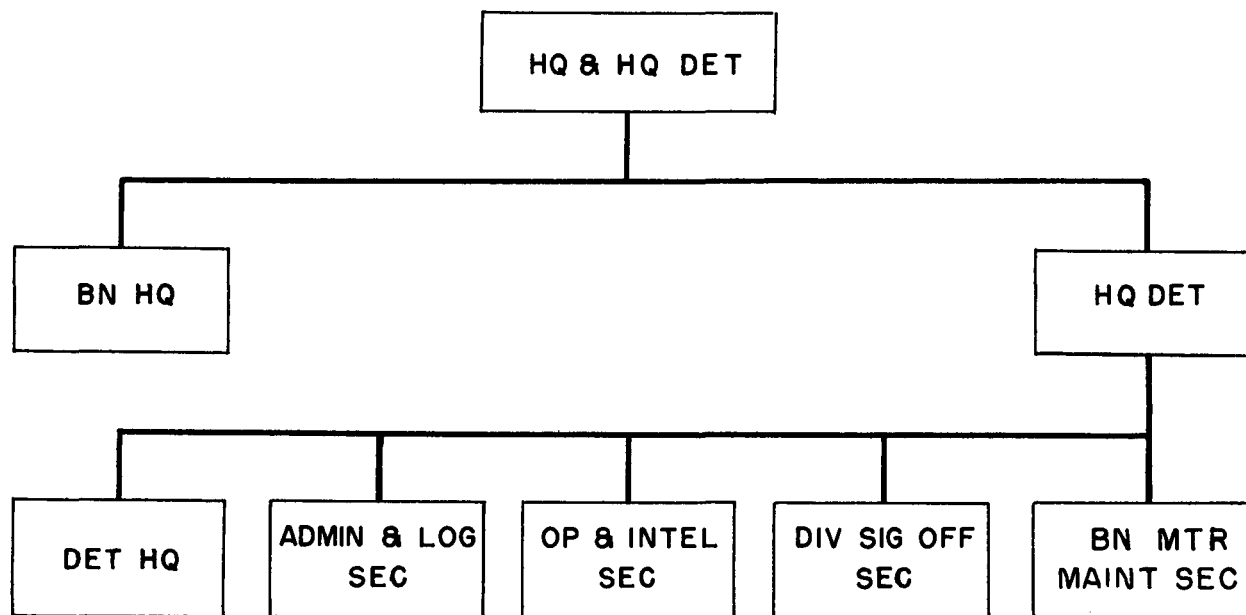 HQ & HQ DET
BN HQ
HQ DET
DET HQ
ADMIN & LOG
SEC
OP & INTEL
SEC
DIV SIG OFF
SEC
BN MTR
MAINT SEC